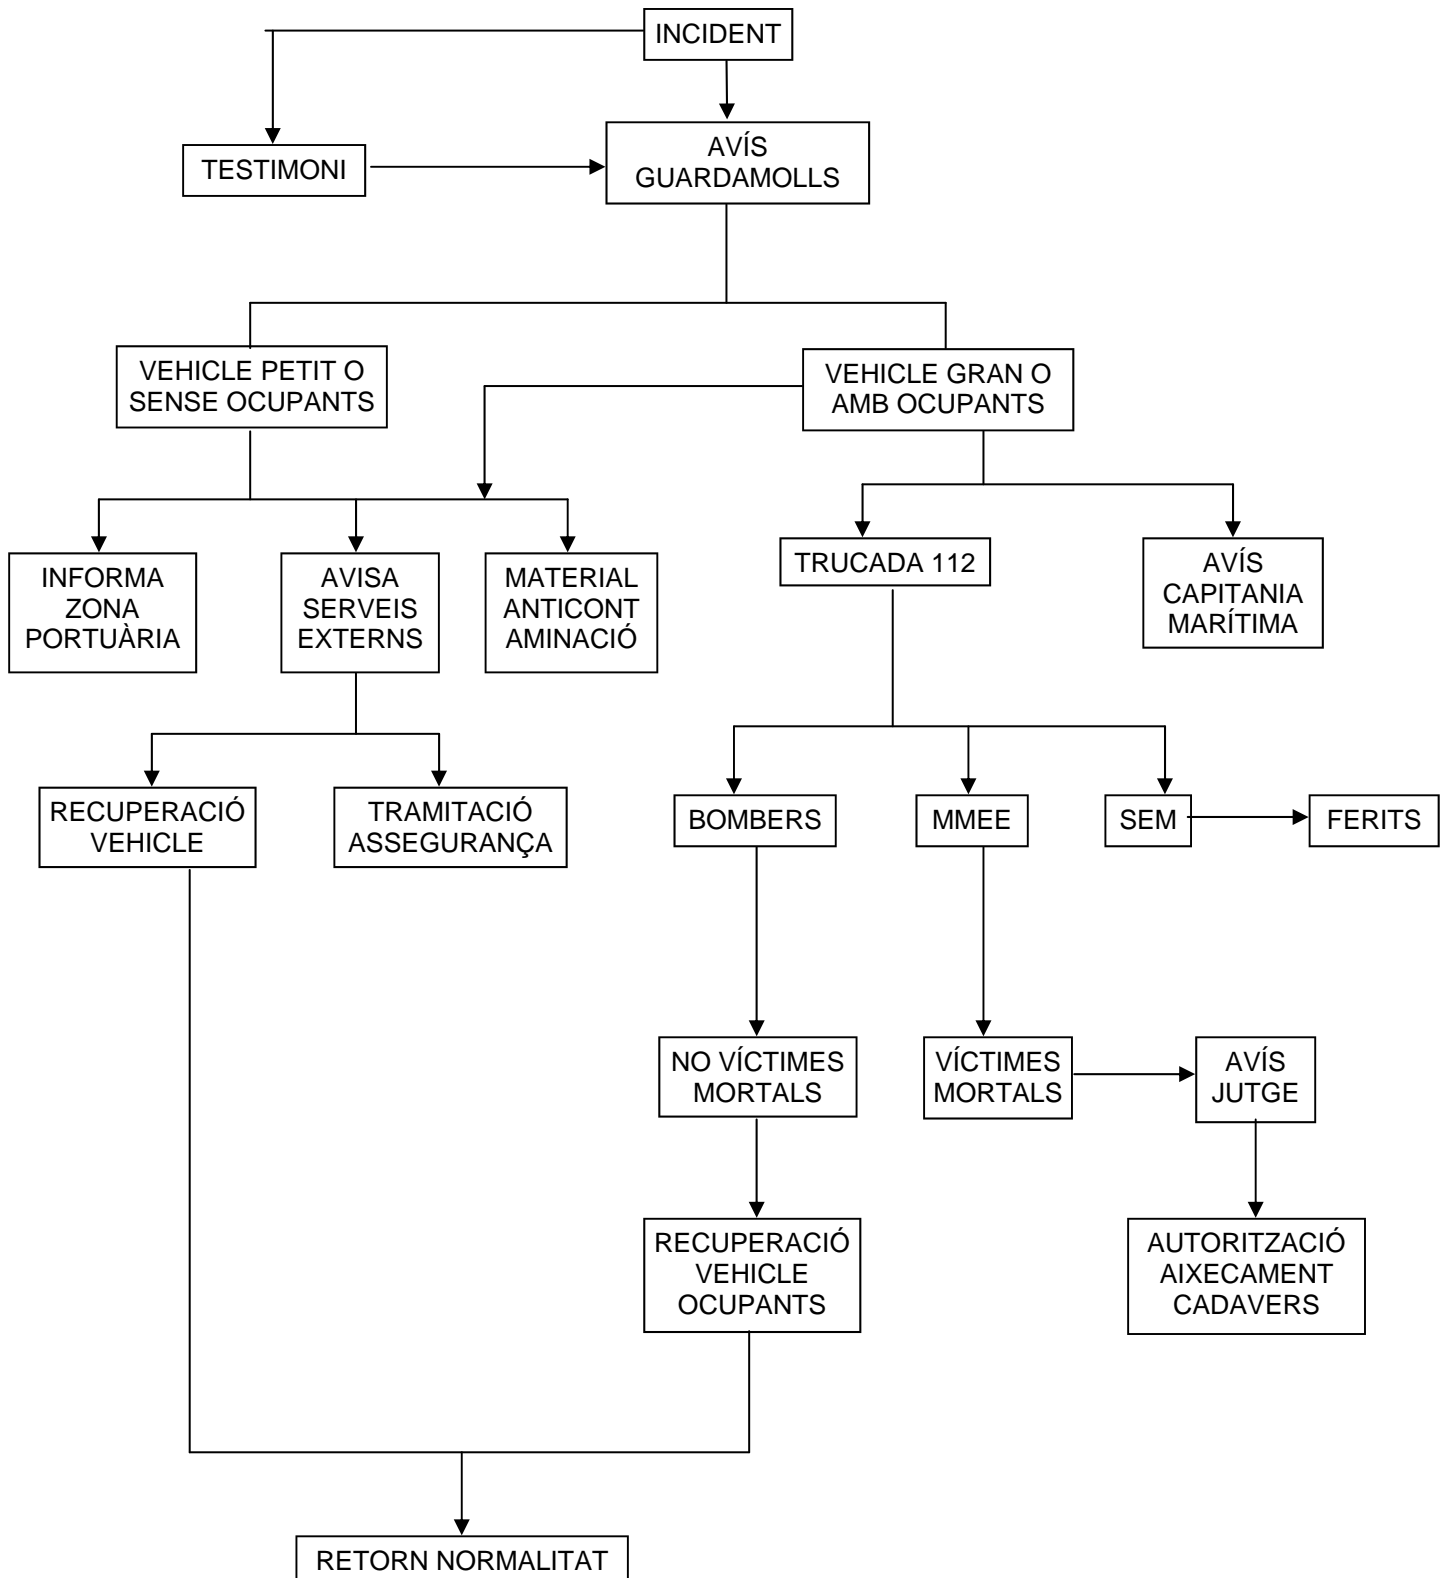 INCIDENT
TESTIMONI
AVÍS
GUARDAMOLLS
VEHICLE PETIT O
SENSE OCUPANTS
VEHICLE GRAN O
AMB OCUPANTS
INFORMA
ZONA
PORTUÀRIA
AVISA
SERVEIS
EXTERNS
MATERIAL
ANTICONT
AMINACIÓ
TRUCADA 112
AVÍS
CAPITANIA
MARÍTIMA
RECUPERACIÓ
VEHICLE
TRAMITACIÓ
ASSEGURANÇA
BOMBERS
MMEE
SEM
FERITS
NO VÍCTIMES
MORTALS
VÍCTIMES
MORTALS
AVÍS
JUTGE
RECUPERACIÓ
VEHICLE
OCUPANTS
AUTORITZACIÓ
AIXECAMENT
CADAVERS
RETORN NORMALITAT